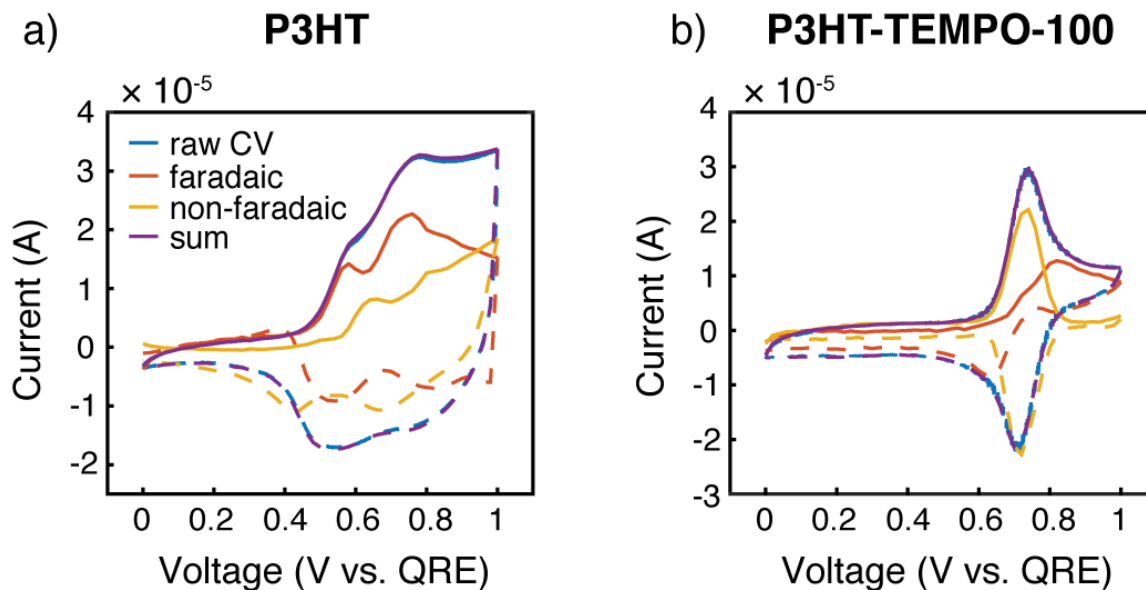 a) P3HT
× 10-5
4
3
2
1
0
-1
-2
raw CV
faradaic
non-faradaic
sum
Current (A)
0 0.2 0.4 0.6 0.8 1
Voltage (V vs. QRE)
b) P3HT-TEMPO-100
× 10-5
4
3
2
1
0
-1
-2
-3
Current (A)
0 0.2 0.4 0.6 0.8 1
Voltage (V vs. QRE)